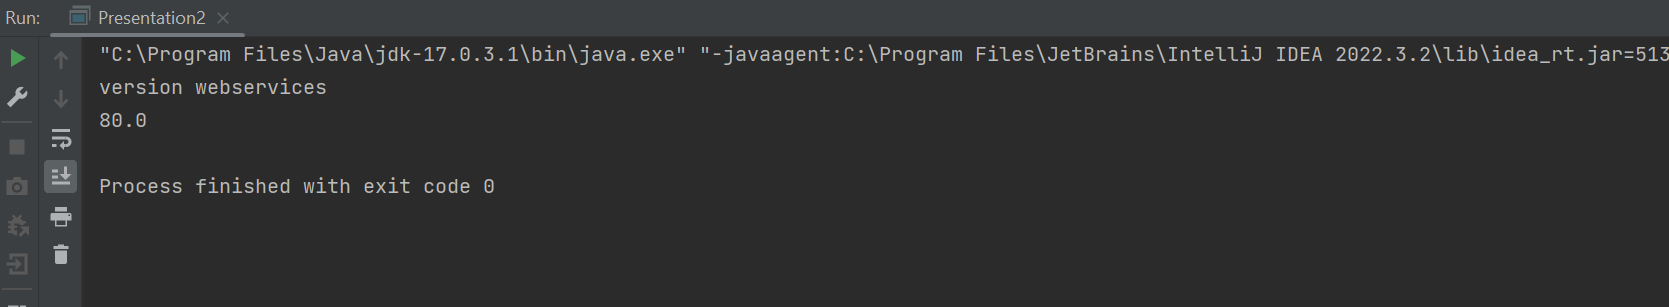 Run: Presentation2
"C:\Program Files\Java\jdk-17.0.3.1\bin\java.exe" "-javaagent:C:\Program Files\JetBrains\IntelliJ IDEA 2022.3.2\lib\idea_rt.jar=513
version webservices
80.0
Process finished with exit code 0